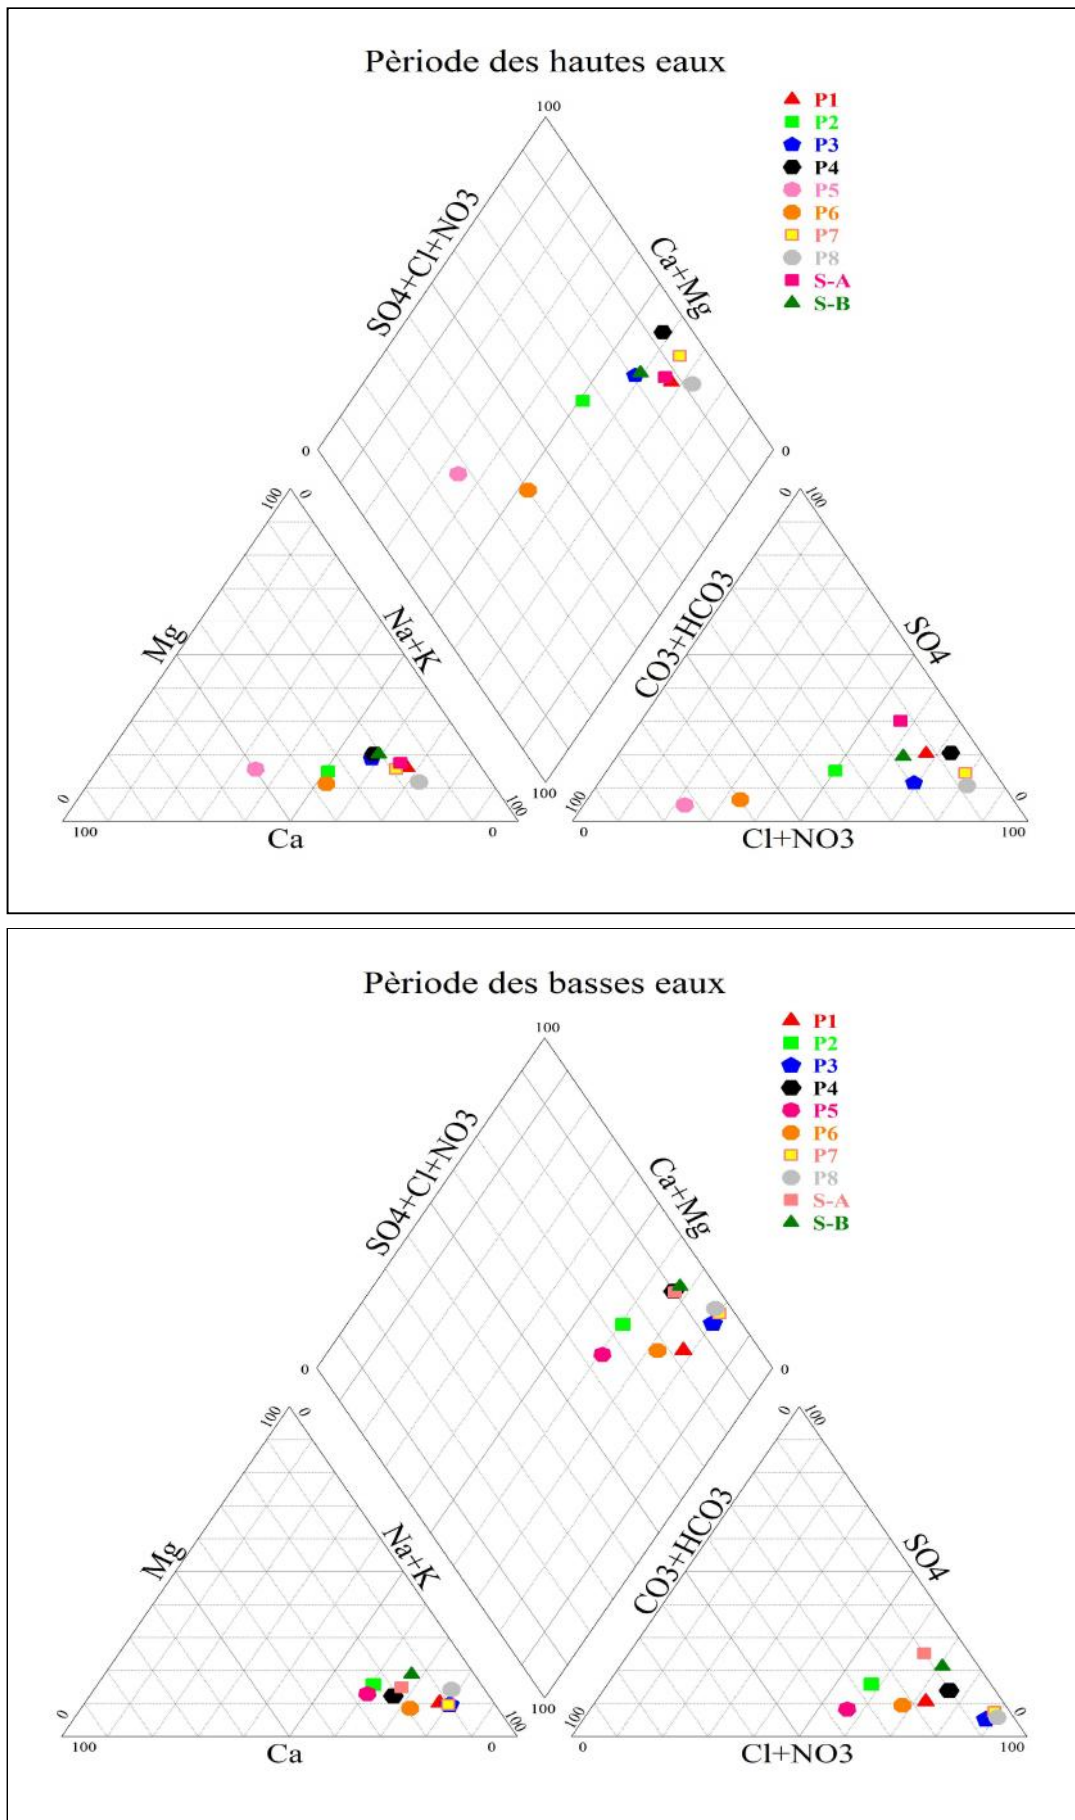 Pèriode des hautes eaux
100
P1
P2
P3
P4
P5
P6
P7
P8
S-A
S-B
SO4+Cl+NO3
Ca+Mg
0
0
100
0
0
100
Mg
Na+K
CO3+HCO3
SO4
0
100
100
100
0
100
0
Ca
0
Cl+NO3
100
Pèriode des basses eaux
100
P1
P2
P3
P4
P5
P6
P7
P8
S-A
S-B
SO4+Cl+NO3
Ca+Mg
0
0
100
0
0
100
Mg
Na+K
CO3+HCO3
SO4
0
100
100
100
0
100
0
Ca
0
Cl+NO3
100